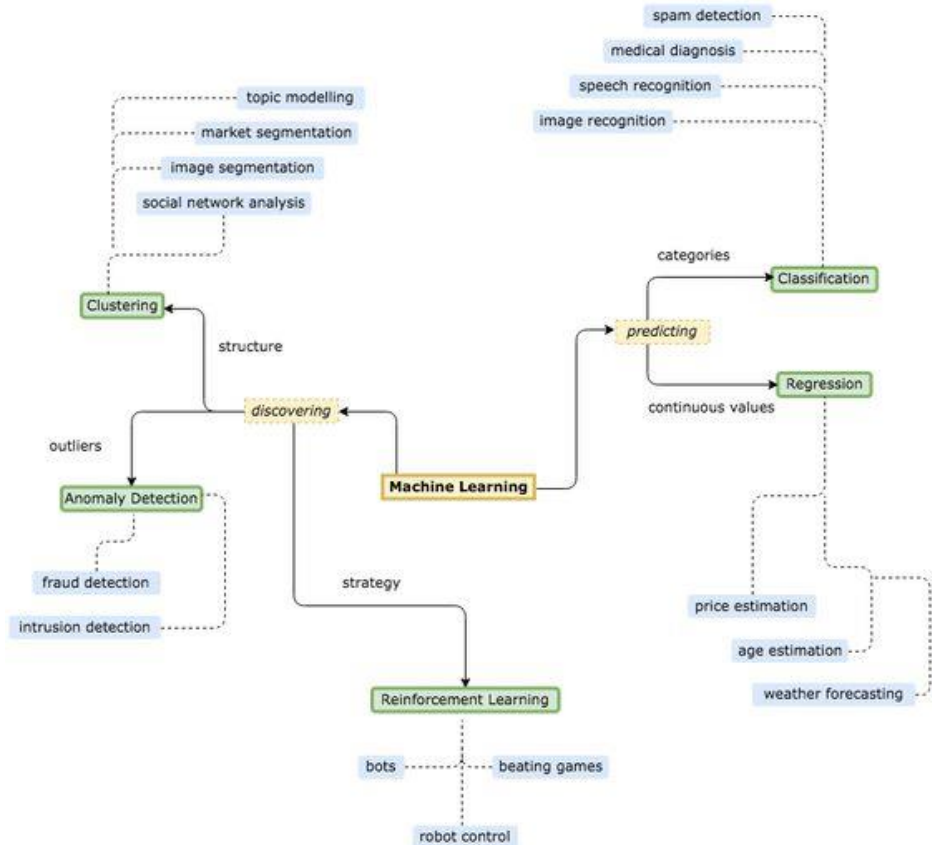 spam detection
medical diagnosis
speech recognition
image recognition
topic modelling
market segmentation
image segmentation
social network analysis
categories
Classification
Clustering
predicting
structure
Regression
continuous values
discovering
outliers
Machine Learning
Anomaly Detection
fraud detection
strategy
price estimation
intrusion detection
age estimation
weather forecasting
Reinforcement Learning
bots
beating games
robot control